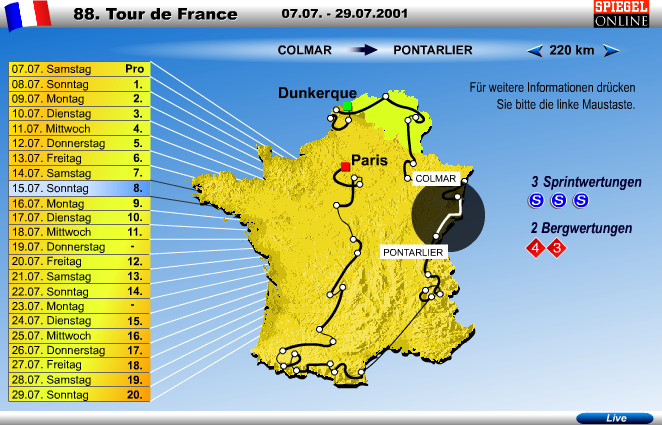 88. Tour de France
07.07. - 29.07.2001
SPIEGEL
ONLINE
COLMAR PONTARLIER
220 km
Für weitere Informationen drücken
Sie bitte die linke Maustaste.
07.07. Samstag Pro
08.07. Sonntag 1.
09.07. Montag 2.
10.07. Dienstag 3.
11.07. Mittwoch 4.
12.07. Donnerstag 5.
13.07. Freitag 6.
14.07. Samstag 7.
15.07. Sonntag 8.
16.07. Montag 9.
17.07. Dienstag 10.
18.07. Mittwoch 11.
19.07. Donnerstag -
20.07. Freitag 12.
21.07. Samstag 13.
22.07. Sonntag 14.
23.07. Montag -
24.07. Dienstag 15.
25.07. Mittwoch 16.
26.07. Donnerstag 17.
27.07. Freitag 18.
28.07. Samstag 19.
29.07. Sonntag 20.
Dunkerque
Paris
COLMAR
PONTARLIER
3 Sprintwertungen
S S S
2 Bergwertungen
4 3
Live